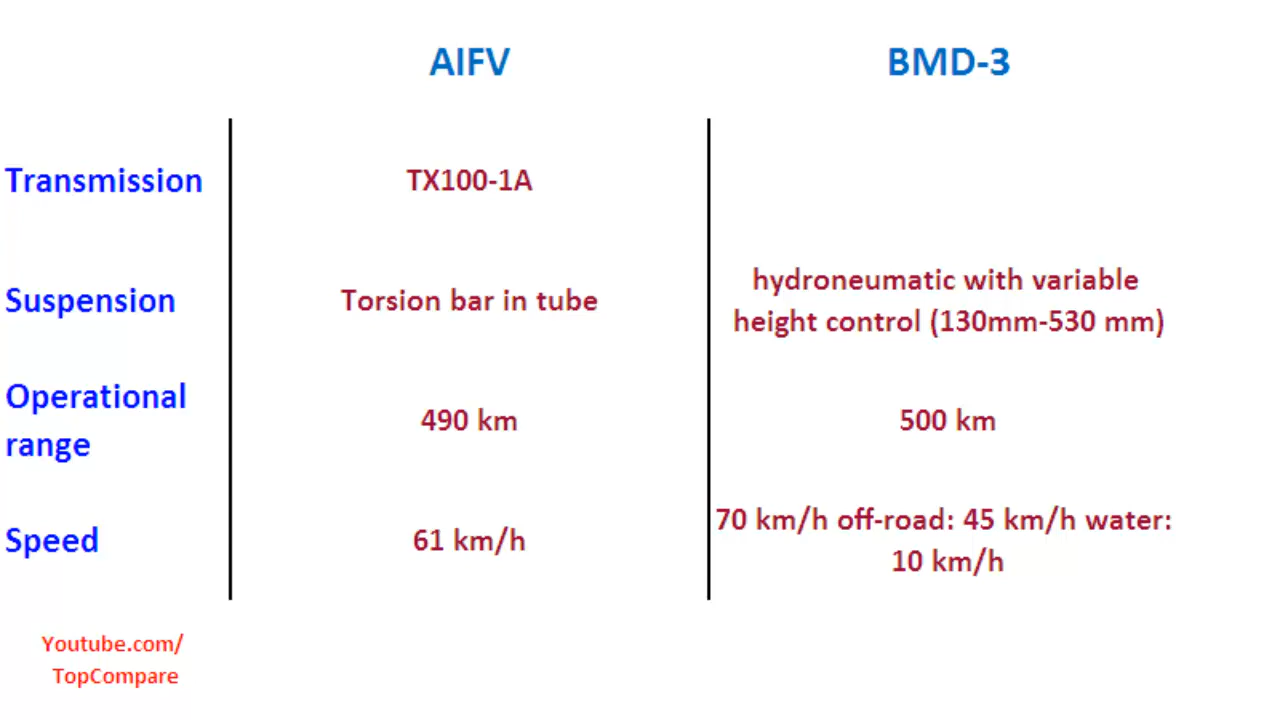 AIFV BMD-3
Transmission TX100-1A
Suspension Torsion bar in tube hydroneumatic with variable
height control (130mm-530 mm)
Operational
range 490 km 500 km
Speed 61 km/h 70 km/h off-road: 45 km/h water:
10 km/h
Youtube.com/
TopCompare